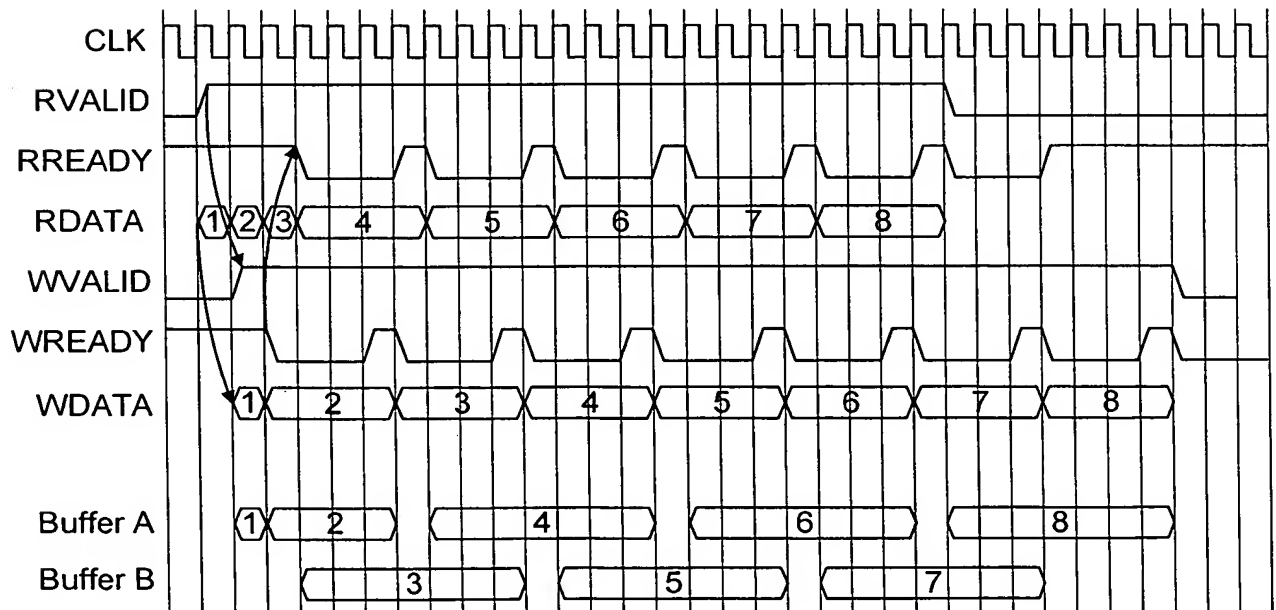 CLK
RVALID
RREADY
RDATA 1 2 3 4 5 6 7 8
WVALID
WREADY
WDATA 1 2 3 4 5 6 7 8
Buffer A 1 2 4 6 8
Buffer B 3 5 7